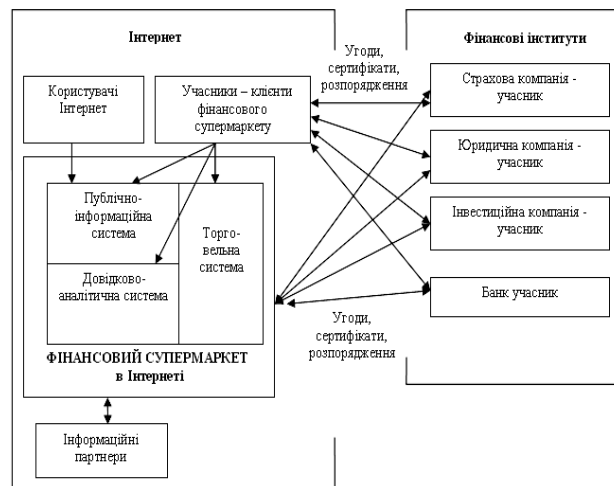 Інтернет
Угоди,
сертифікати,
розпорядження
Фінансові інститути
Користувачі
Інтернет
Учасники – клієнти
фінансового
супермаркету
Страхова компанія -
учасник
Юридична компанія -
учасник
Інвестиційна компанія -
учасник
Банк учасник
Публічно-
інформаційна
система
Торго-
вельна
система
Довідково-
аналітична система
Угоди,
сертифікати,
розпорядження
ФІНАНСОВИЙ СУПЕРМАРКЕТ
в Інтернеті
Інформаційні
партнери